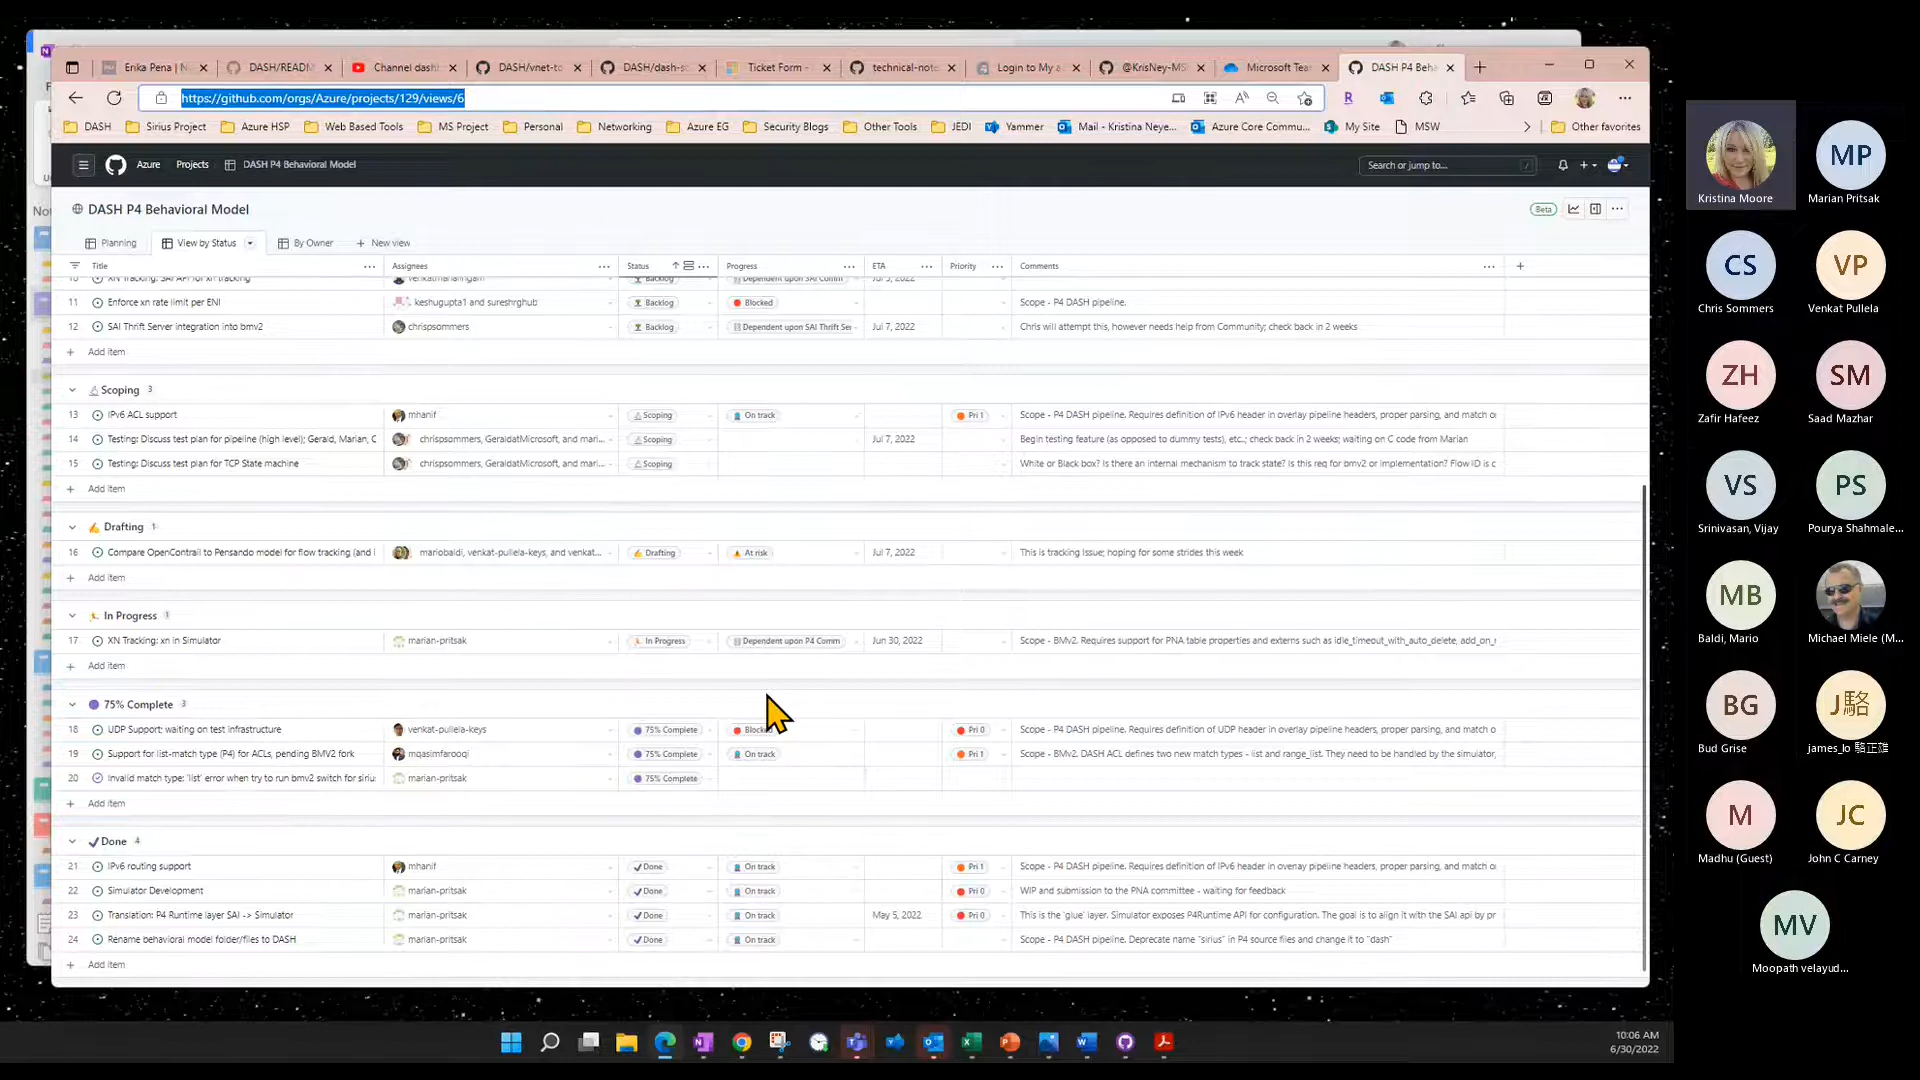 Erika Pena | N
DASH/READM
Channel dash
DASH/vnet-to
DASH/dash-s
Ticket Form -
technical-note
Login to My a
@KrisNey-MS
Microsoft Tea
DASH P4 Beha
https://github.com/orgs/Azure/projects/129/views/6
DASH
Sirius Project
Azure HSP
Web Based Tools
MS Project
Personal
Networking
Azure EG
Security Blogs
Other Tools
JEDI
Yammer
Mail - Kristina Neye...
Azure Core Commu...
My Site
MSW
Other favorites
Azure Projects DASH P4 Behavioral Model
Search or jump to... /
DASH P4 Behavioral Model
Beta
Planning View by Status By Owner + New view
Title Assignees Status Progress ETA Priority Comments
10 XN Tracking: SAI API for xn tracking Backlog Dependent upon SAI Comm
11 Enforce xn rate limit per ENI keshugupta1 and sureshrghub Backlog Blocked Scope - P4 DASH pipeline.
12 SAI Thrift Server integration into bmv2 chrispsommers Backlog Dependent upon SAI Thrift Ser Jul 7, 2022 Chris will attempt this, however needs help from Community; check back in 2 weeks
+ Add item
Scoping 3
13 IPv6 ACL support mhanif Scoping On track Pri 1 Scope - P4 DASH pipeline. Requires definition of IPv6 header in overlay pipeline headers, proper parsing, and match o
14 Testing: Discuss test plan for pipeline (high level); Gerald, Marian, C chrispsommers, GeraldatMicrosoft, and mari... Scoping Jul 7, 2022 Begin testing feature (as opposed to dummy tests), etc..; check back in 2 weeks; waiting on C code from Marian
15 Testing: Discuss test plan for TCP State machine chrispsommers, GeraldatMicrosoft, and mari... Scoping White or Black box? Is there an internal mechanism to track state? Is this req for bmv2 or implementation? Flow ID is c
+ Add item
Drafting 1
16 Compare OpenContrail to Pensando model for flow tracking (and i mariobaldi, venkat-pullela-keys, and venkat... Drafting At risk Jul 7, 2022 This is tracking Issue; hoping for some strides this week
+ Add item
In Progress 1
17 XN Tracking: xn in Simulator marian-pritsak In Progress Dependent upon P4 Comm Jun 30, 2022 Scope - BMv2. Requires support for PNA table properties and externs such as idle_timeout_with_auto_delete, add_on_
+ Add item
75% Complete 3
18 UDP Support: waiting on test infrastructure venkat-pullela-keys 75% Complete Blocked Pri 0 Scope - P4 DASH pipeline. Requires definition of UDP header in overlay pipeline headers, proper parsing, and match o
19 Support for list-match type (P4) for ACLs, pending BMV2 fork mqasimfarooqi 75% Complete On track Pri 1 Scope - BMv2. DASH ACL defines two new match types - list and range_list. They need to be handled by the simulator,
20 Invalid match type: 'list' error when try to run bmv2 switch for siriu marian-pritsak 75% Complete
+ Add item
Done 4
21 IPv6 routing support mhanif Done On track Pri 1 Scope - P4 DASH pipeline. Requires definition of IPv6 header in overlay pipeline headers, proper parsing, and match o
22 Simulator Development marian-pritsak Done On track Pri 0 WIP and submission to the PNA committee - waiting for feedback
23 Translation: P4 Runtime layer SAI -> Simulator marian-pritsak Done On track May 5, 2022 Pri 0 This is the 'glue' layer. Simulator exposes P4Runtime API for configuration. The goal is to align it with the SAI api by pr
24 Rename behavioral model folder/files to DASH marian-pritsak Done On track Scope - P4 DASH pipeline. Deprecate name "sirius" in P4 source files and change it to "dash"
+ Add item
10:06 AM
6/30/2022
Kristina Moore
MP
Marian Pritsak
CS
Chris Sommers
VP
Venkat Pullela
ZH
Zafir Hafeez
SM
Saad Mazhar
VS
Srinivasan, Vijay
PS
Pourya Shahmale...
MB
Baldi, Mario
Michael Miele (M...
BG
Bud Grise
J駱
james_lo 駱正雄
M
Madhu (Guest)
JC
John C Carney
MV
Moopath velayud...